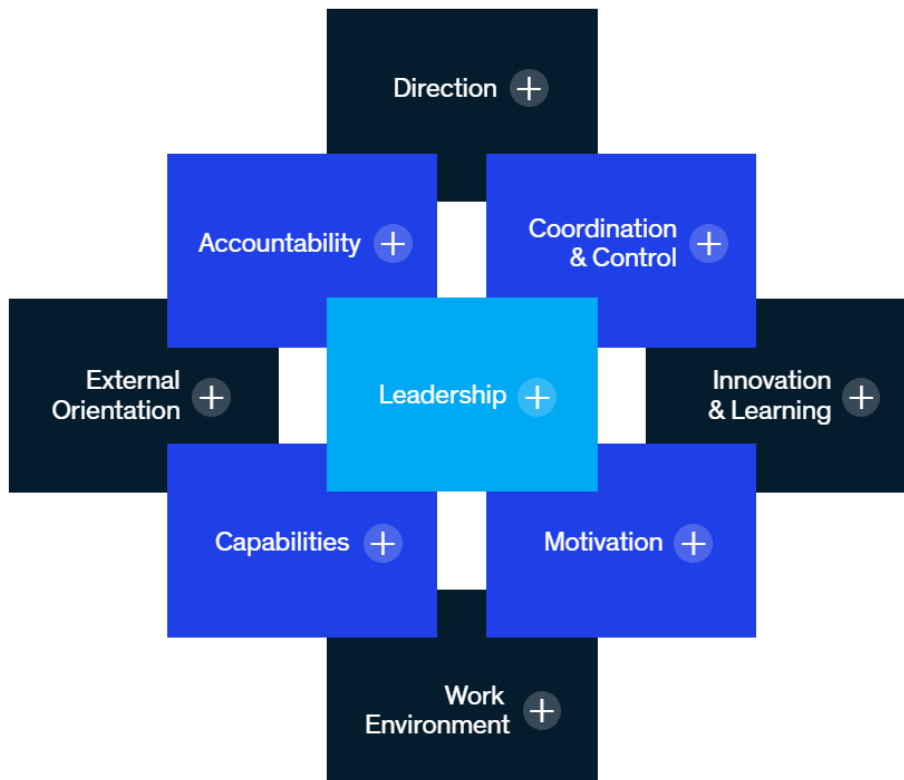 Direction
Accountability
Coordination
& Control
External
Orientation
Leadership
Innovation
& Learning
Capabilities
Motivation
Work
Environment